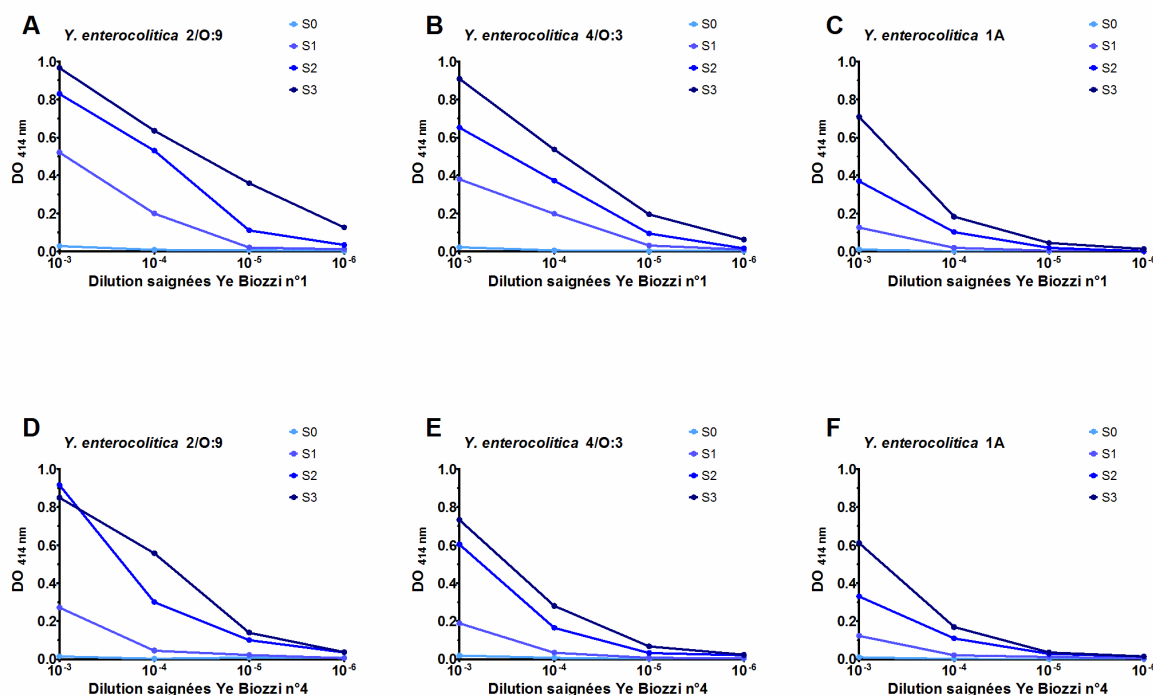 A
Y. enterocolitica 2/O:9
S0
S1
S2
S3
1.0
0.8
0.6
0.4
0.2
0.0
DO 414 nm
10-3
10-4
10-5
10-6
Dilution saignées Ye Biozzi n°1
B
Y. enterocolitica 4/O:3
S0
S1
S2
S3
1.0
0.8
0.6
0.4
0.2
0.0
DO 414 nm
10-3
10-4
10-5
10-6
Dilution saignées Ye Biozzi n°1
C
Y. enterocolitica 1A
S0
S1
S2
S3
1.0
0.8
0.6
0.4
0.2
0.0
DO 414 nm
10-3
10-4
10-5
10-6
Dilution saignées Ye Biozzi n°1
D
Y. enterocolitica 2/O:9
S0
S1
S2
S3
1.0
0.8
0.6
0.4
0.2
0.0
DO 414 nm
10-3
10-4
10-5
10-6
Dilution saignées Ye Biozzi n°4
E
Y. enterocolitica 4/O:3
S0
S1
S2
S3
1.0
0.8
0.6
0.4
0.2
0.0
DO 414 nm
10-3
10-4
10-5
10-6
Dilution saignées Ye Biozzi n°4
F
Y. enterocolitica 1A
S0
S1
S2
S3
1.0
0.8
0.6
0.4
0.2
0.0
DO 414 nm
10-3
10-4
10-5
10-6
Dilution saignées Ye Biozzi n°4